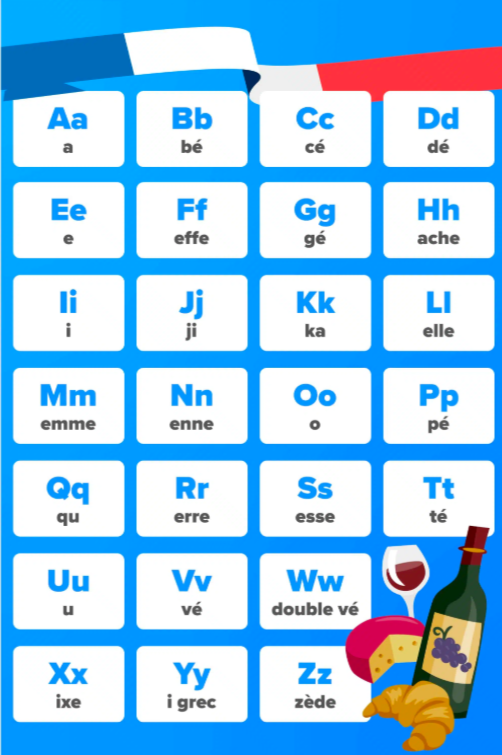 Aa
a
Bb
bé
Cc
cé
Dd
dé
Ee
e
Ff
effe
Gg
gé
Hh
ache
Ii
i
Jj
ji
Kk
ka
Ll
elle
Mm
emme
Nn
enne
Oo
o
Pp
pé
Qq
qu
Rr
erre
Ss
esse
Tt
té
Uu
u
Vv
vé
Ww
double vé
Xx
ixe
Yy
i grec
Zz
zède